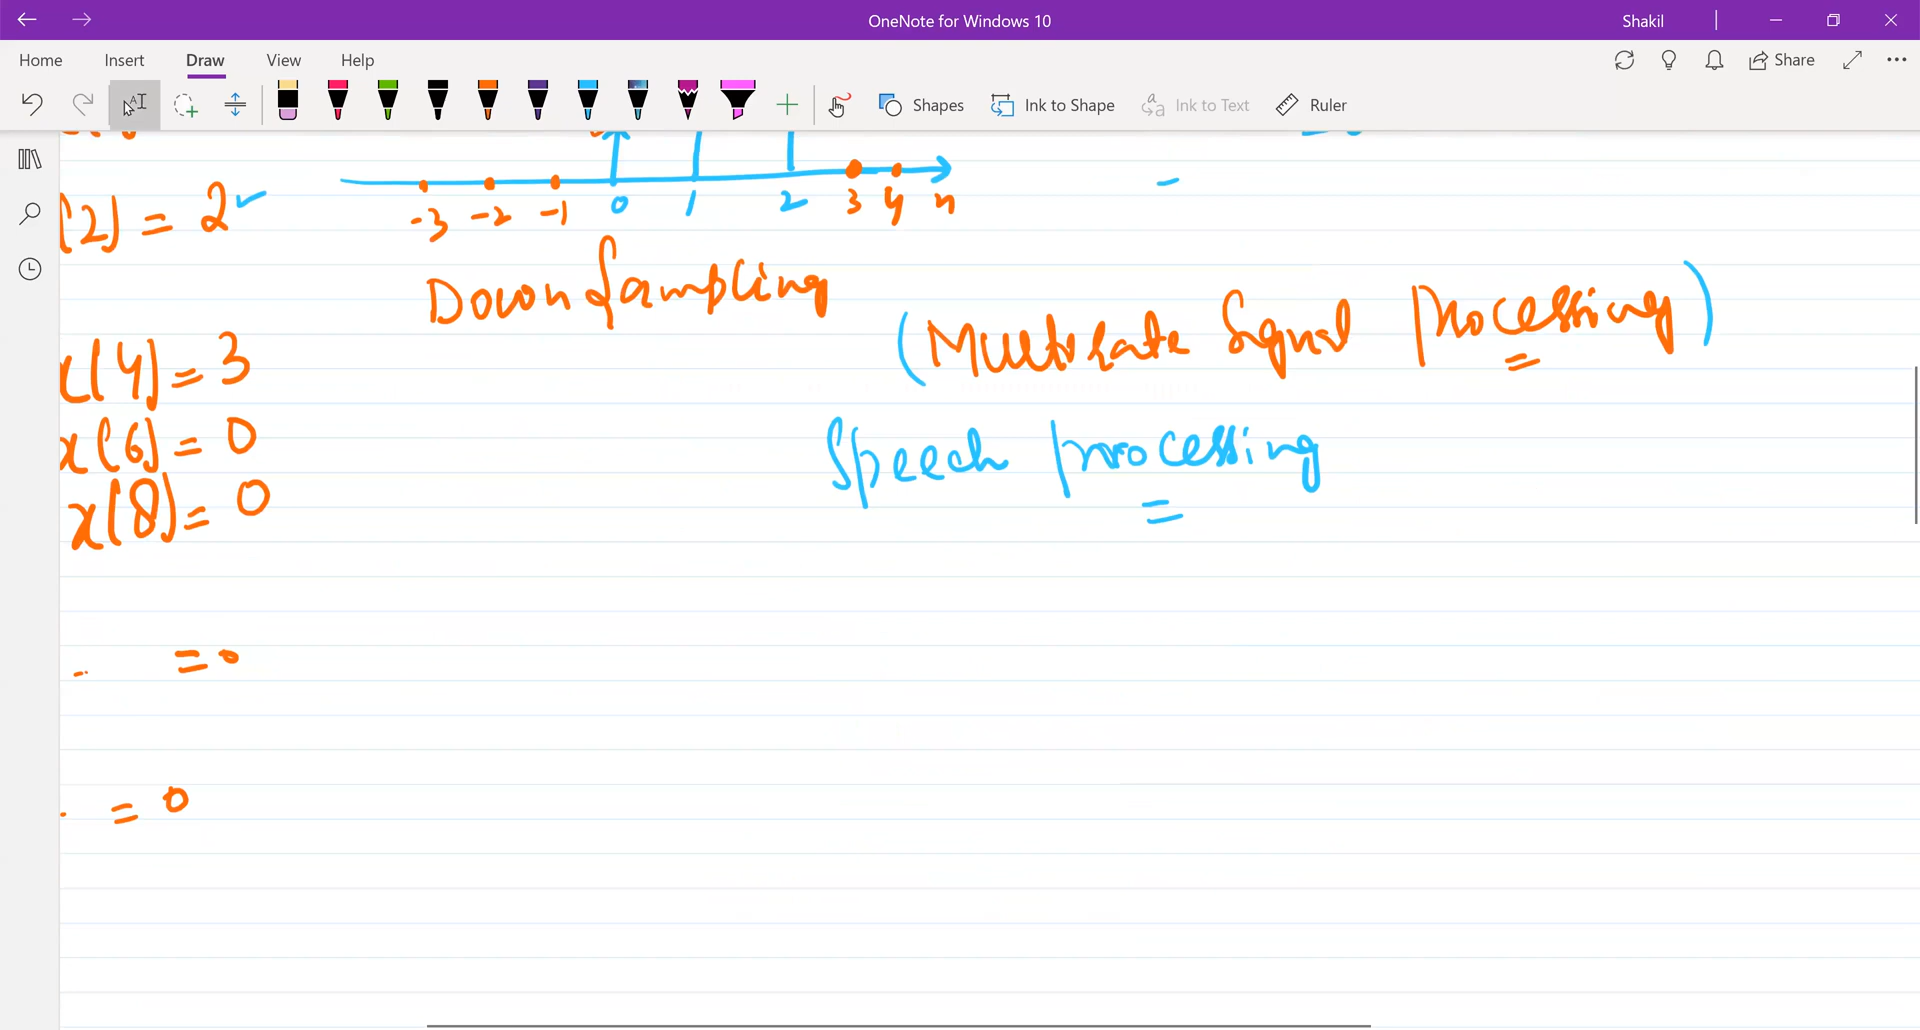 OneNote for Windows 10
Shakil
Home Insert Draw View Help
Share
Shapes
Ink to Shape
Ink to Text
Ruler
(2) = 2
-3 -2 -1 0 1 2 3 4 n
Down Sampling
(Multirate Signal Processing)
x(4) = 3
Speech Processing
=
x(6) = 0
x(8) = 0
= 0
= 0